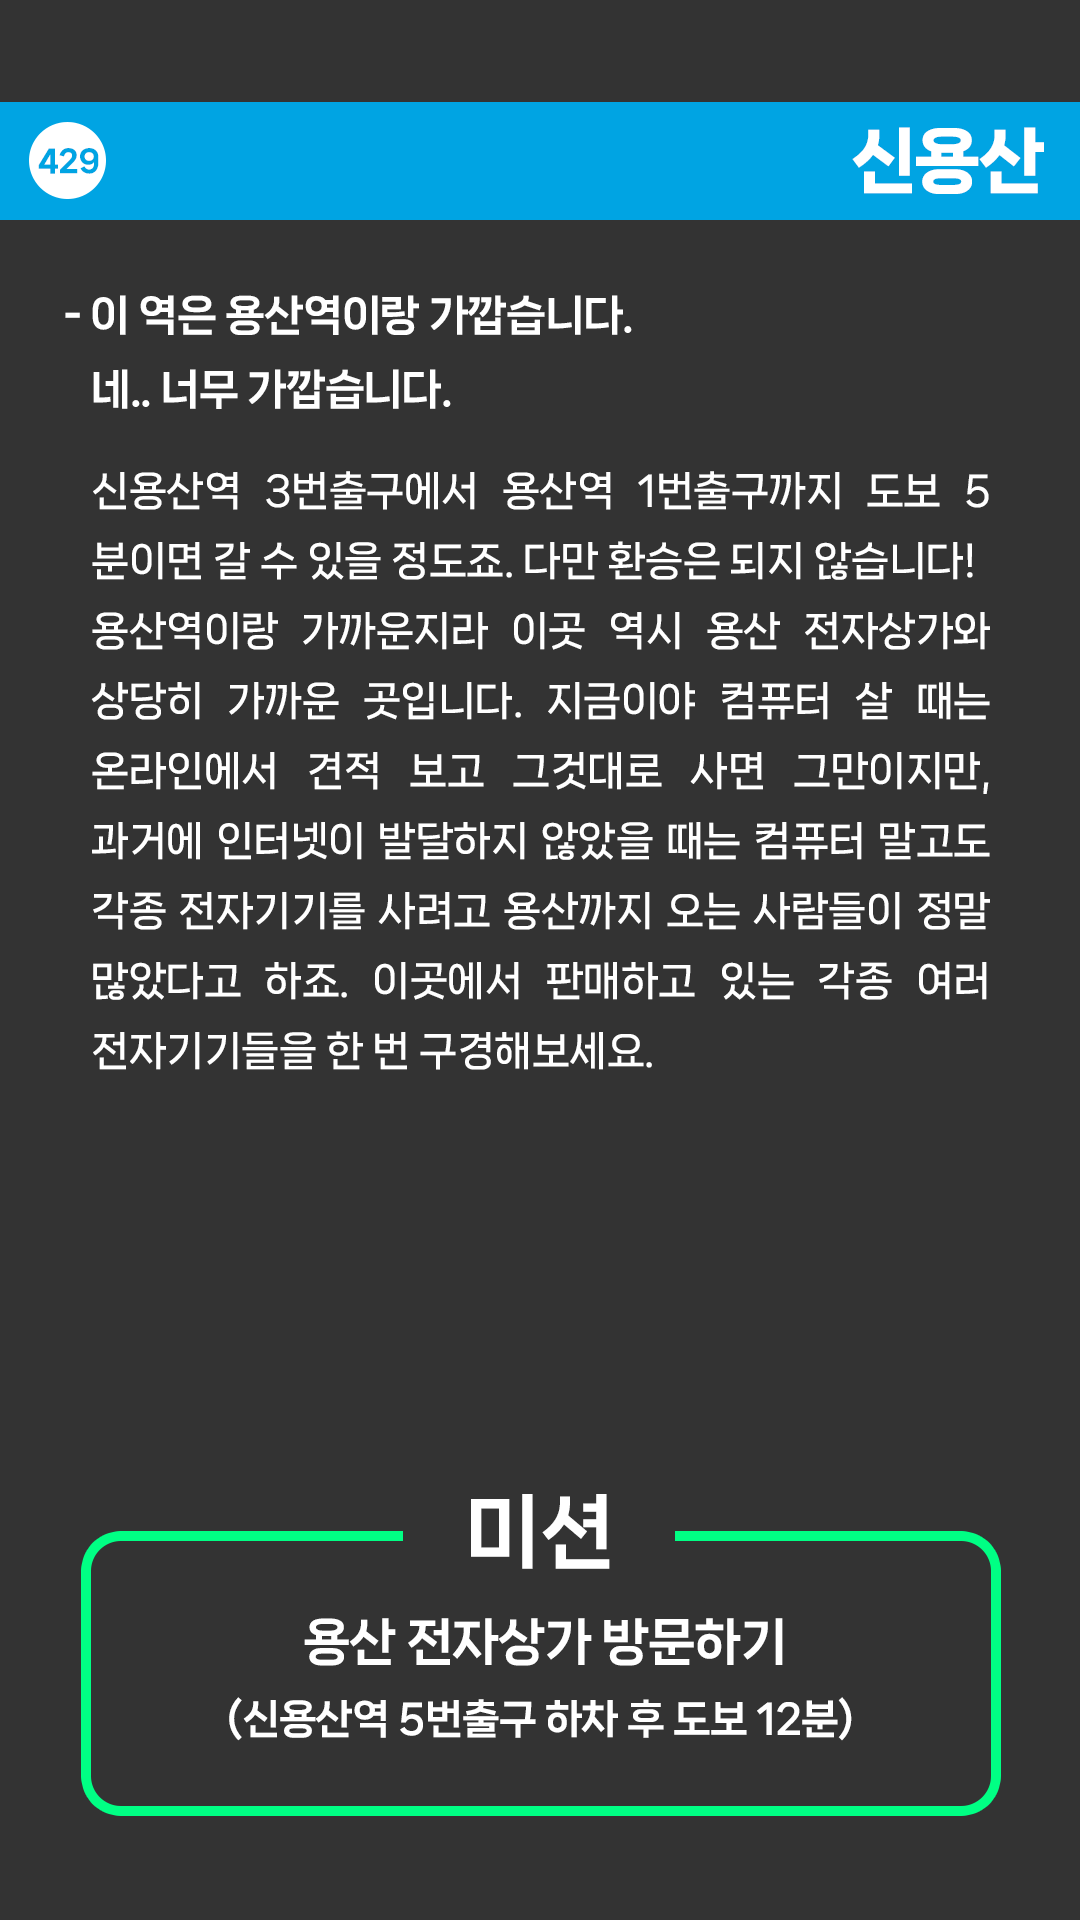 429
신용산
- 이 역은 용산역이랑 가깝습니다.
네.. 너무 가깝습니다.
신용산역 3번출구에서 용산역 1번출구까지 도보 5
분이면 갈 수 있을 정도죠. 다만 환승은 되지 않습니다!
용산역이랑 가까운지라 이곳 역시 용산 전자상가와
상당히 가까운 곳입니다. 지금이야 컴퓨터 살 때는
온라인에서 견적 보고 그것대로 사면 그만이지만,
과거에 인터넷이 발달하지 않았을 때는 컴퓨터 말고도
각종 전자기기를 사려고 용산까지 오는 사람들이 정말
많았다고 하죠. 이곳에서 판매하고 있는 각종 여러
전자기기들을 한 번 구경해보세요.
미션
용산 전자상가 방문하기
(신용산역 5번출구 하차 후 도보 12분)